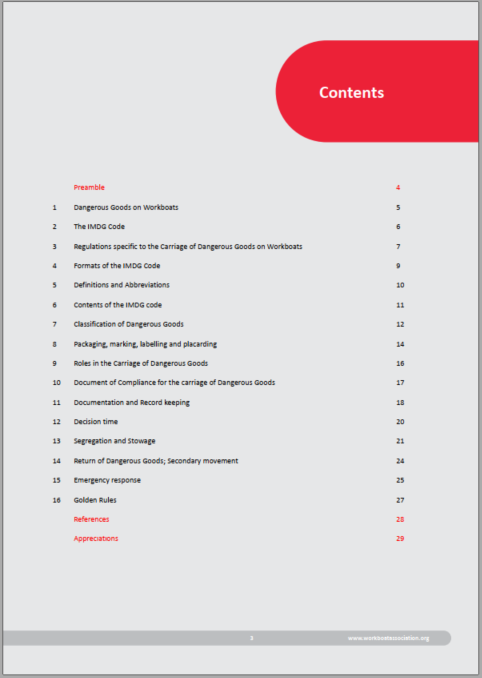 Contents
Preamble 4
1 Dangerous Goods on Workboats 5
2 The IMDG Code 6
3 Regulations specific to the Carriage of Dangerous Goods on Workboats 7
4 Formats of the IMDG Code 9
5 Definitions and Abbreviations 10
6 Contents of the IMDG code 11
7 Classification of Dangerous Goods 12
8 Packaging, marking, labelling and placarding 14
9 Roles in the Carriage of Dangerous Goods 16
10 Document of Compliance for the carriage of Dangerous Goods 17
11 Documentation and Record keeping 18
12 Decision time 20
13 Segregation and Stowage 21
14 Return of Dangerous Goods; Secondary movement 24
15 Emergency response 25
16 Golden Rules 27
References 28
Appreciations 29
3 www.workboatassociation.org